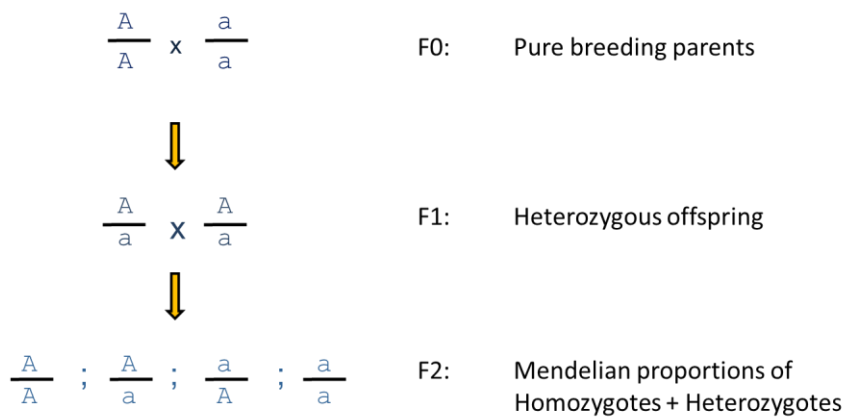 A a
x
A a
F0: Pure breeding parents
A A
x
a a
F1: Heterozygous offspring
A ; A ; a ; a
A a A a
F2: Mendelian proportions of
Homozygotes + Heterozygotes